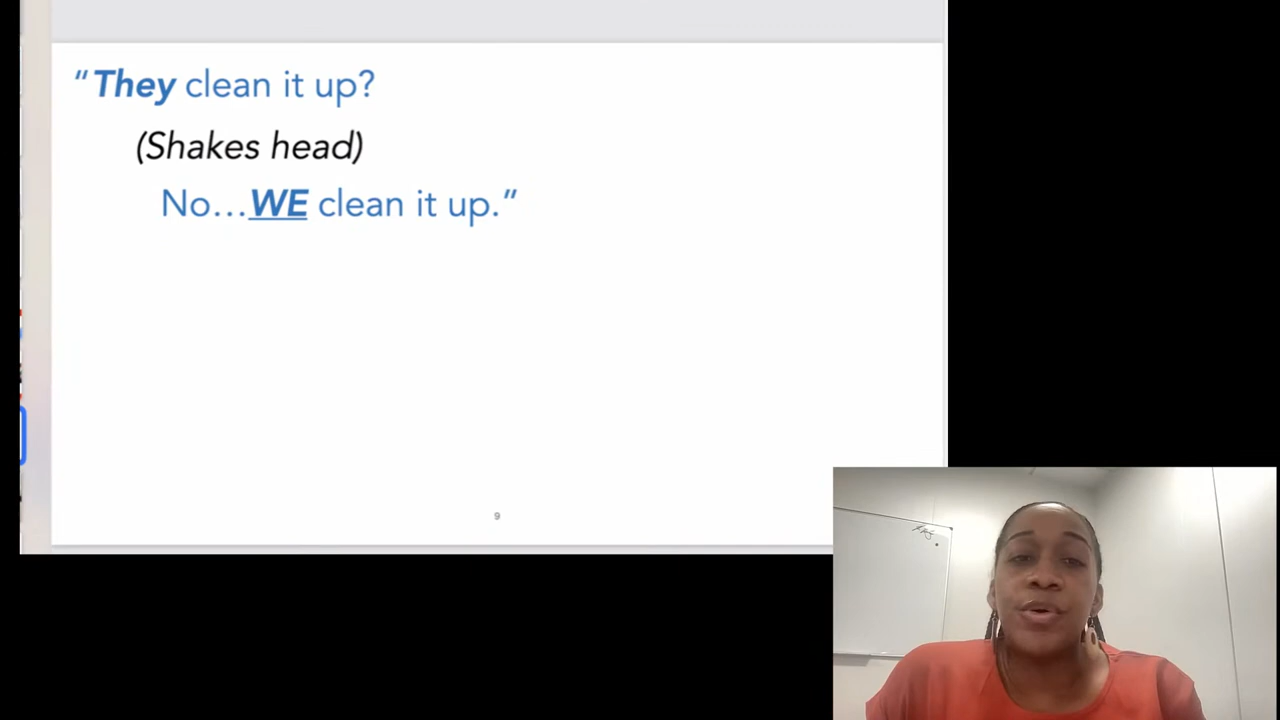 “They clean it up?
(Shakes head)
No…WE clean it up.”
9